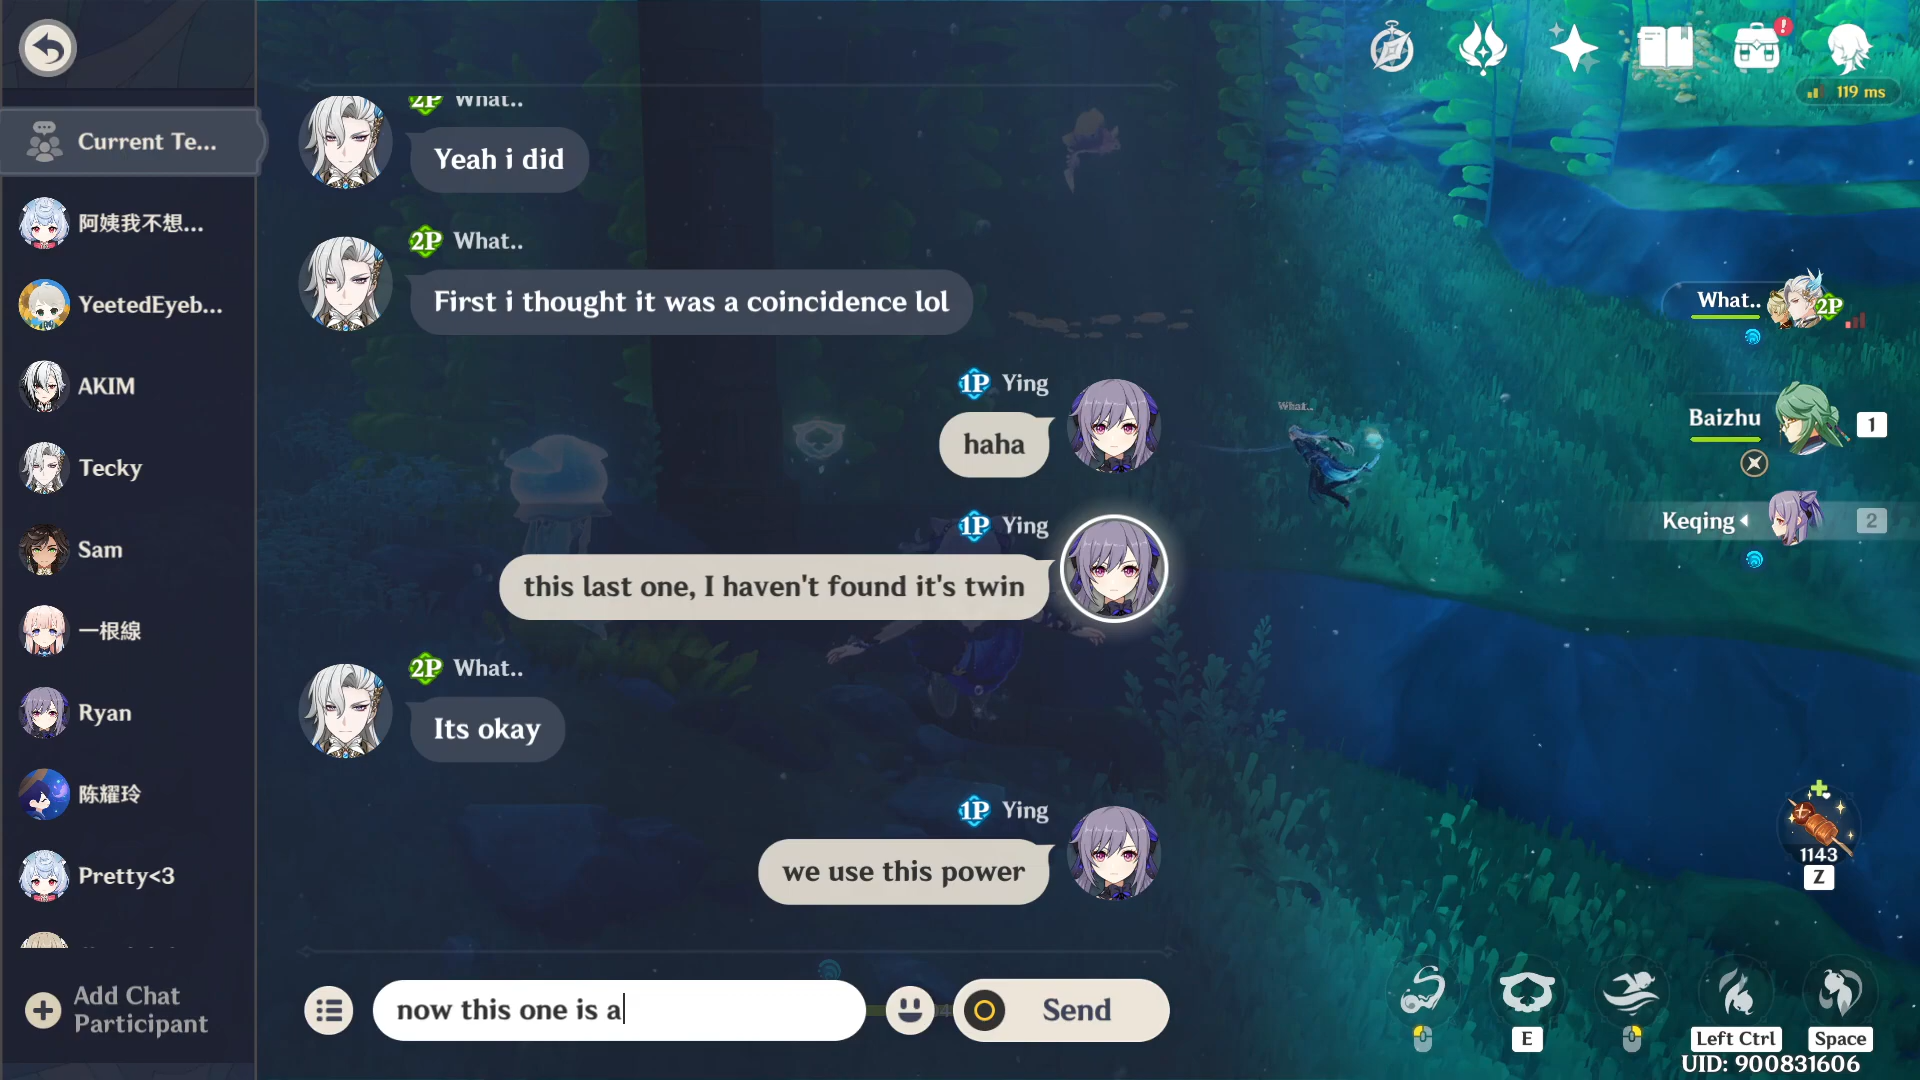 Current Te...
阿姨我不想...
YeetedEyeb...
AKIM
Tecky
Sam
一根線
Ryan
陈耀玲
Pretty<3
Add Chat
Participant
2P What..
Yeah i did
2P What..
First i thought it was a coincidence lol
1P Ying
haha
1P Ying
this last one, I haven't found it's twin
2P What..
Its okay
1P Ying
we use this power
now this one is a
Send
119 ms
What..
What.. 2P
Baizhu 1
Keqing 2
1143
Z
E
Left Ctrl
Space
UID: 900831606